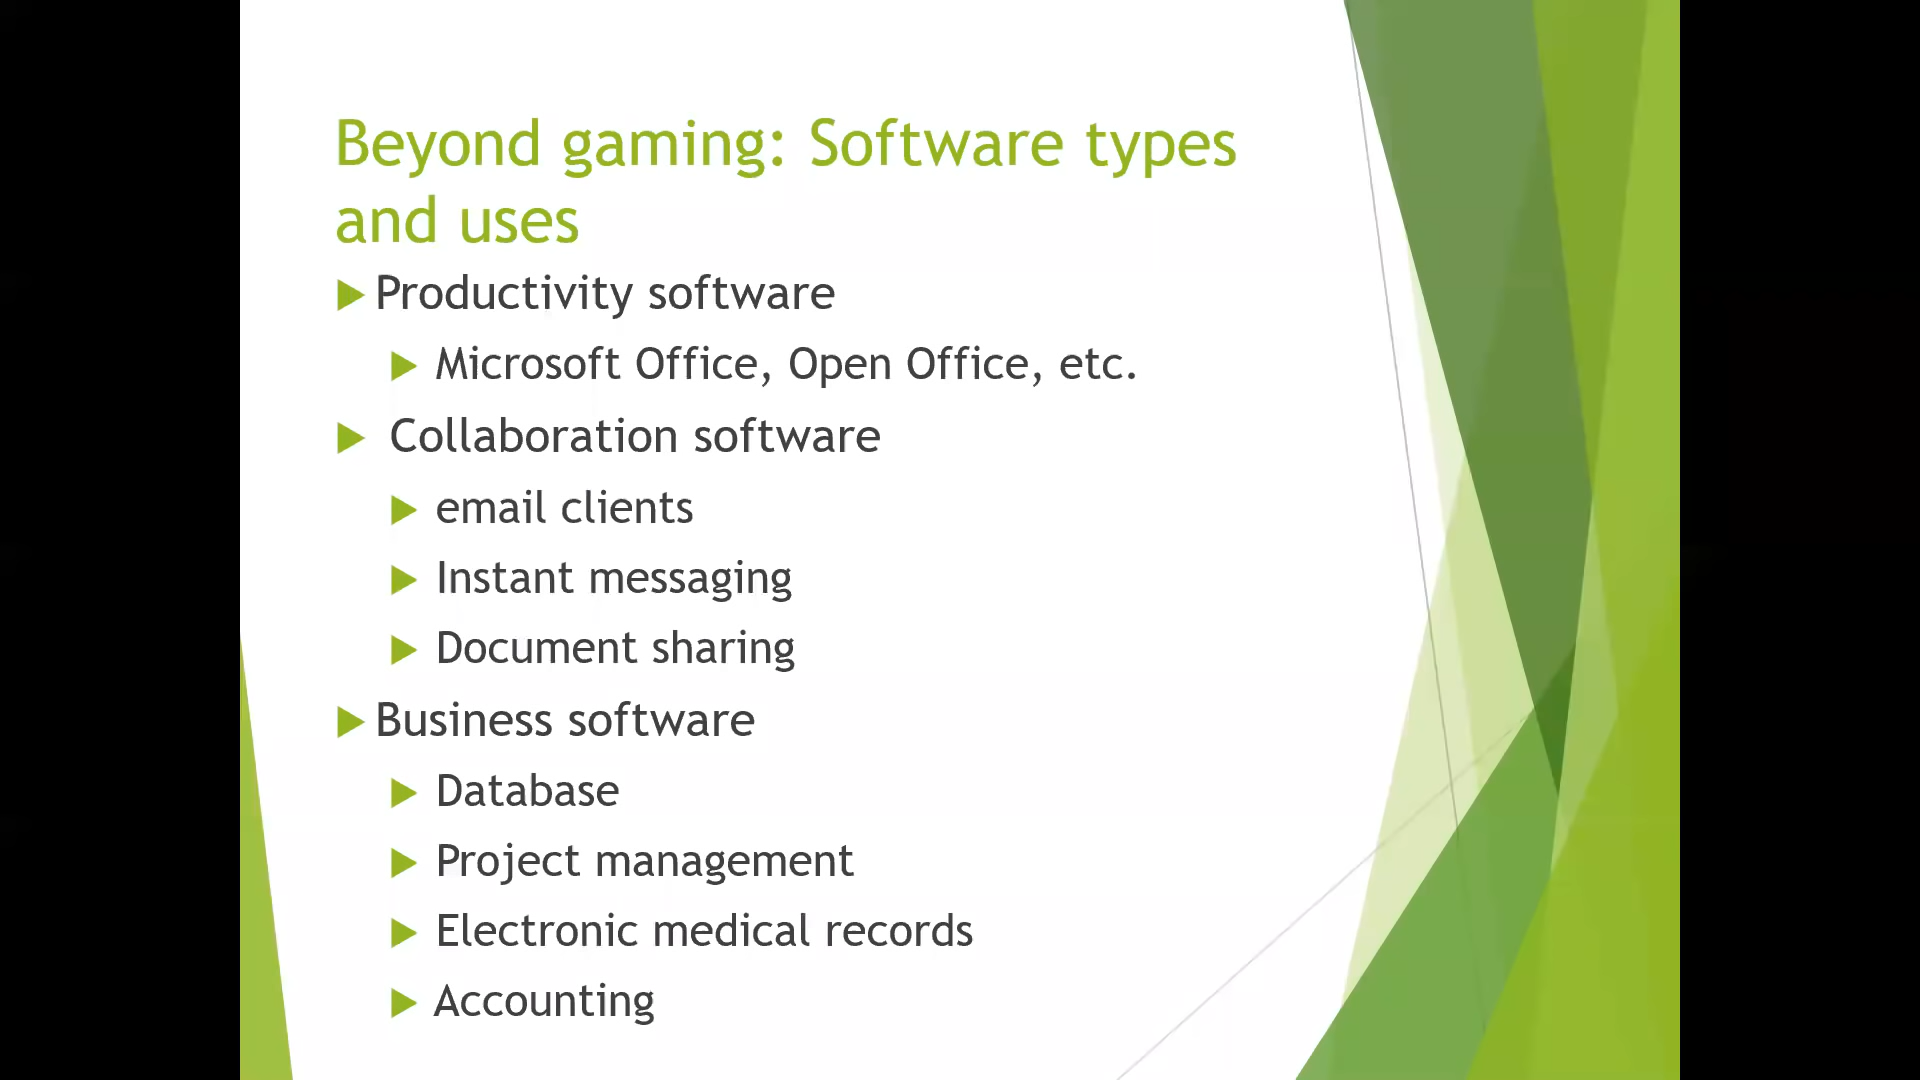 Beyond gaming: Software types
and uses
Productivity software
Microsoft Office, Open Office, etc.
Collaboration software
email clients
Instant messaging
Document sharing
Business software
Database
Project management
Electronic medical records
Accounting